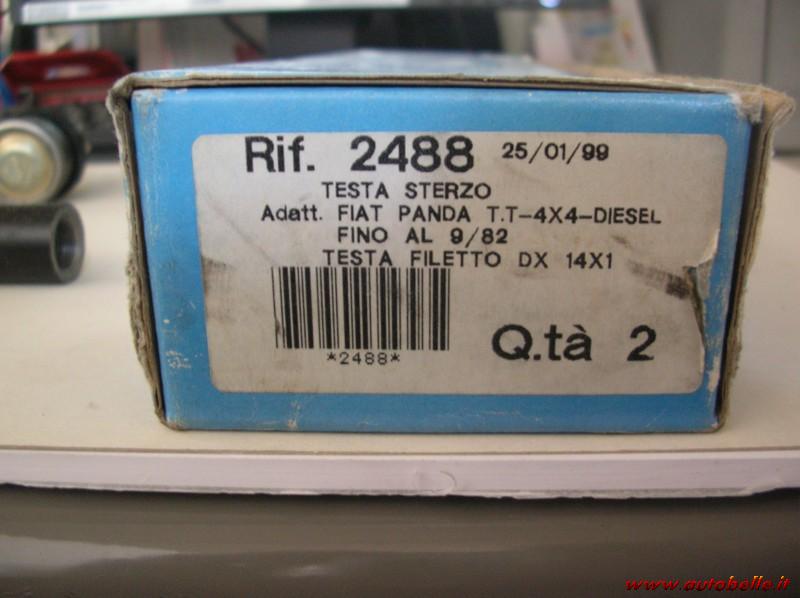 Rif. 2488 25/01/99
TESTA STERZO
Adatt. FIAT PANDA T.T-4X4-DIESEL
FINO AL 9/82
TESTA FILETTO DX 14X1
*2488*
Q.tà 2
www.autobelle.it